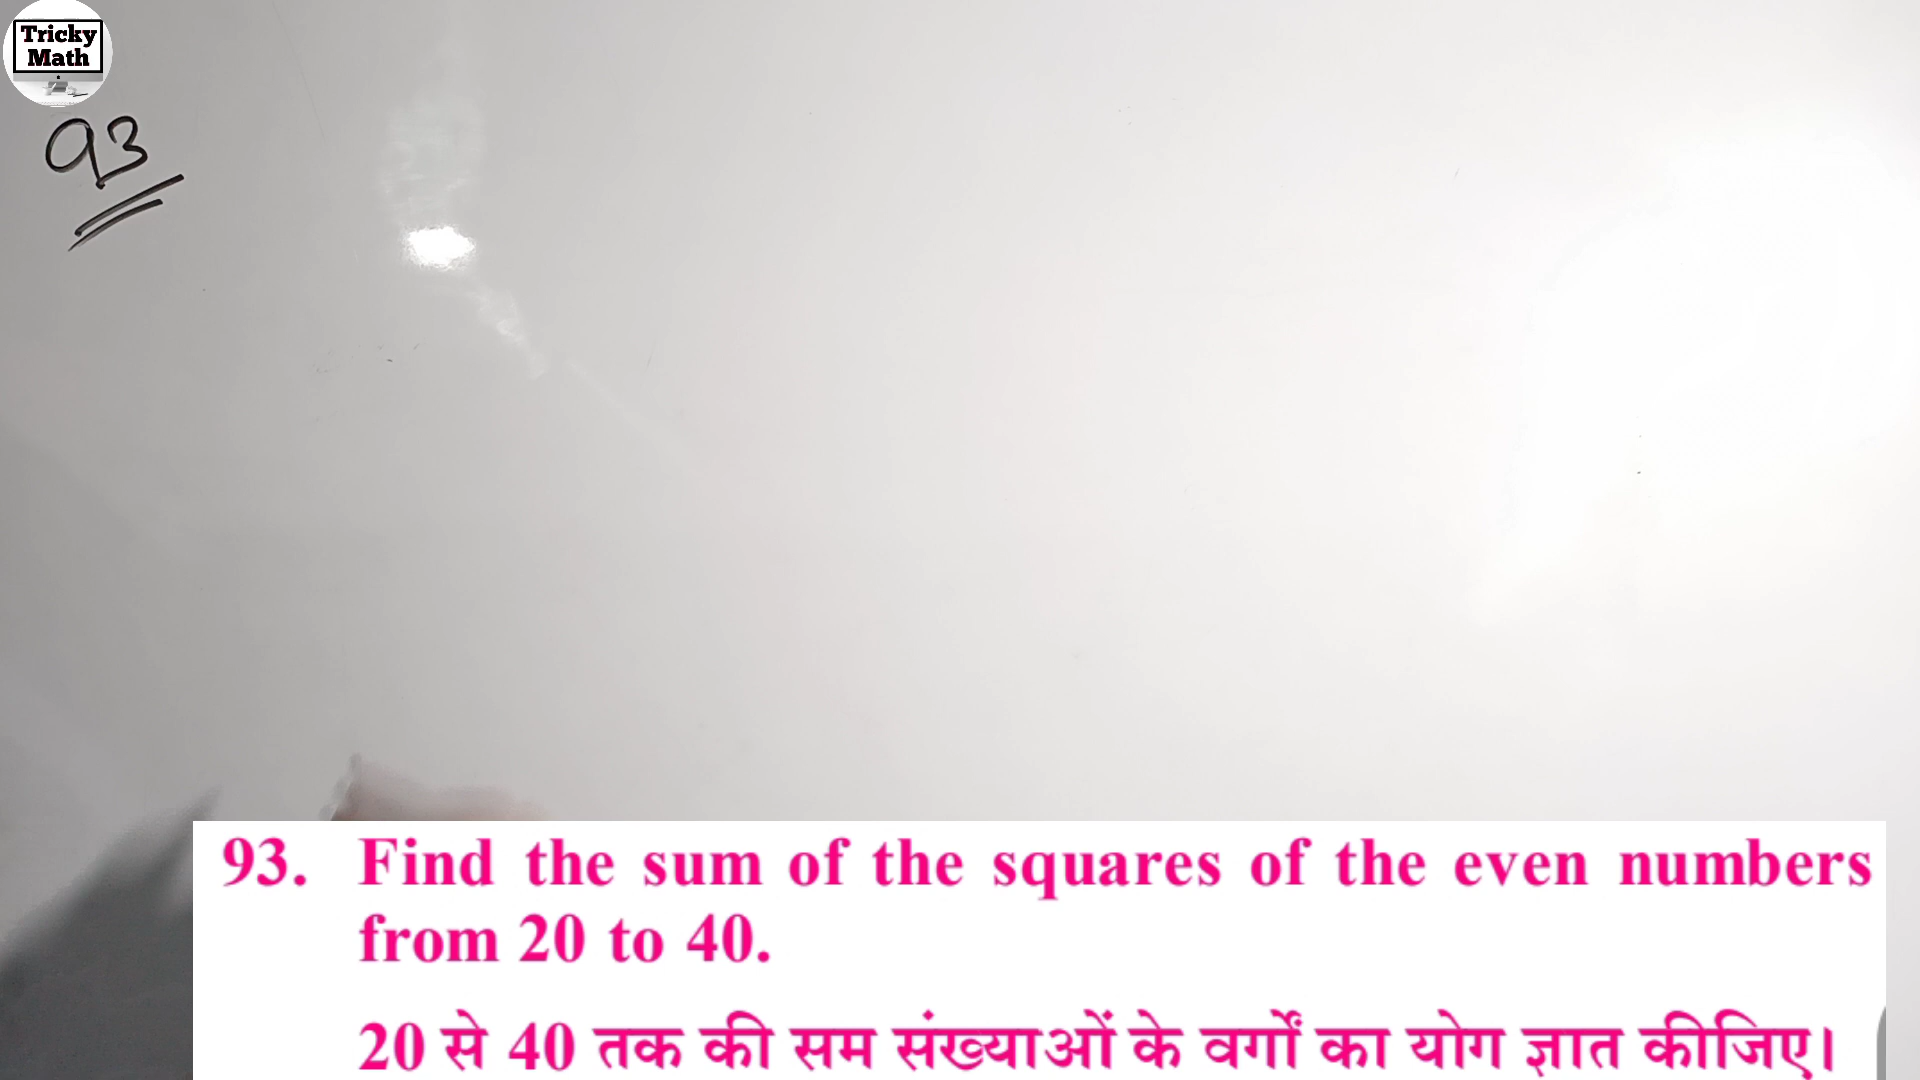 Tricky
Math
93
93. Find the sum of the squares of the even numbers
from 20 to 40.
20 से 40 तक की सम संख्याओं के वर्गों का योग ज्ञात कीजिए।